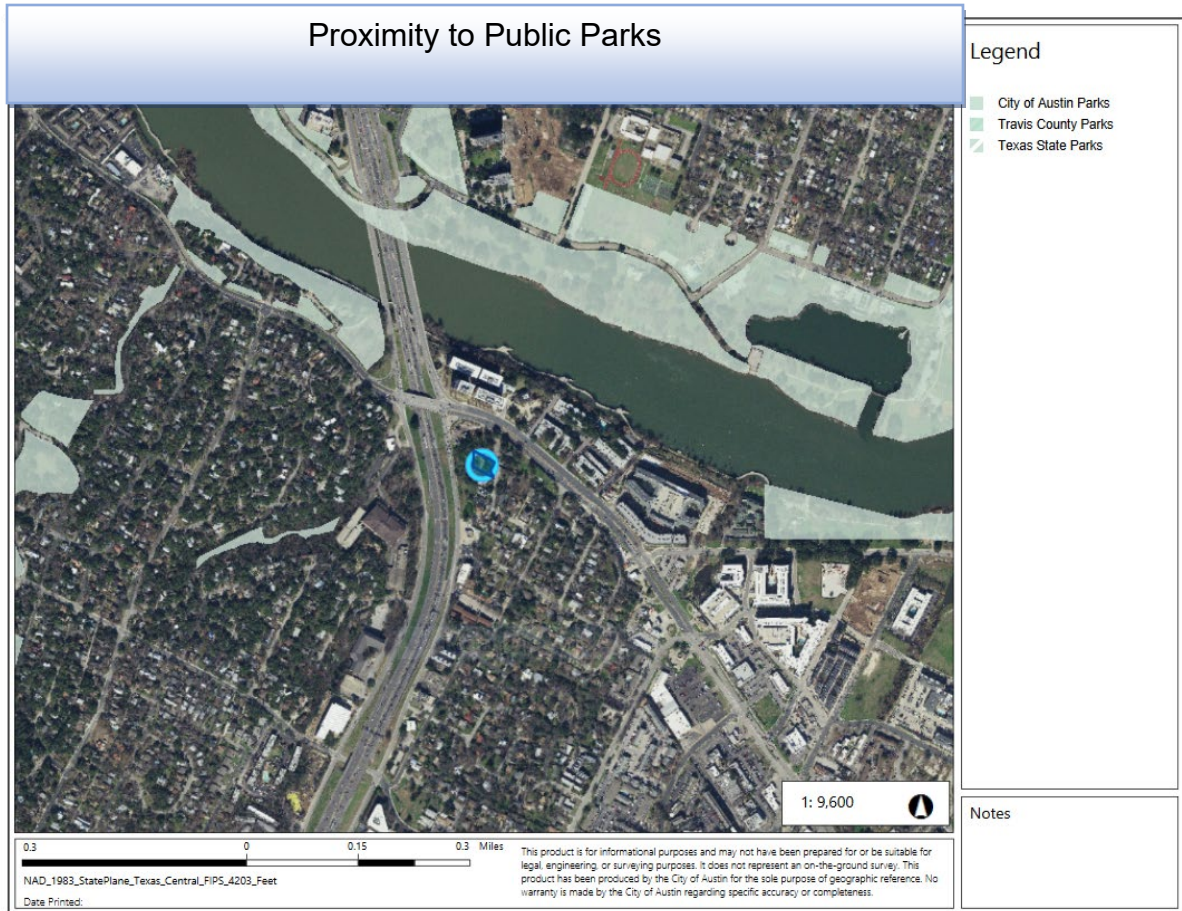 Proximity to Public Parks
Legend
City of Austin Parks
Travis County Parks
Texas State Parks
1: 9,600
Notes
0.3 0 0.15 0.3 Miles
NAD_1983_StatePlane_Texas_Central_FIPS_4203_Feet
Date Printed:
This product is for informational purposes and may not have been prepared for or be suitable for
legal, engineering, or surveying purposes. It does not represent an on-the-ground survey. This
product has been produced by the City of Austin for the sole purpose of geographic reference. No
warranty is made by the City of Austin regarding specific accuracy or completeness.